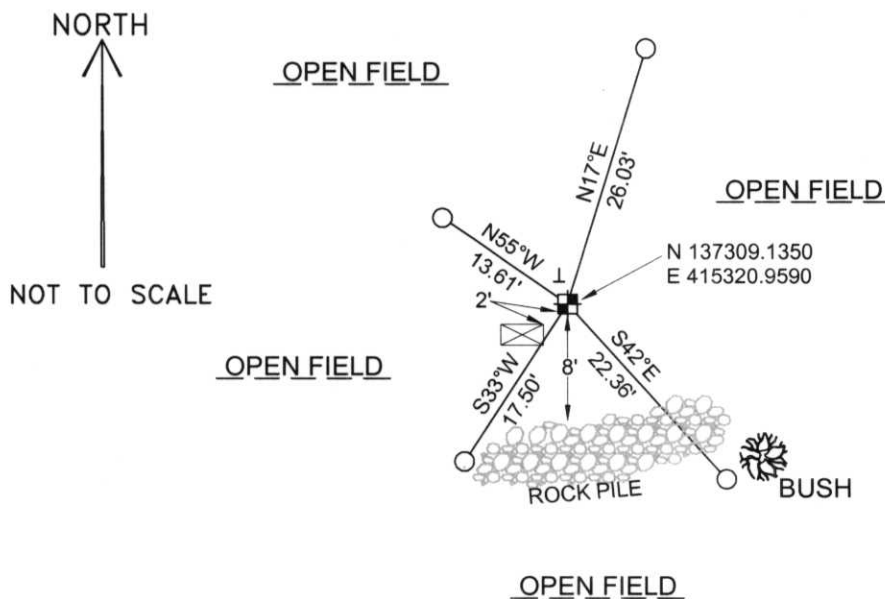 NORTH
OPEN FIELD
N17°E
26.03'
OPEN FIELD
N55°W
13.61'
N 137309.1350
E 415320.9590
NOT TO SCALE
2'
OPEN FIELD
S33°W
17.50'
8'
S42°E
22.36'
ROCK PILE
BUSH
OPEN FIELD